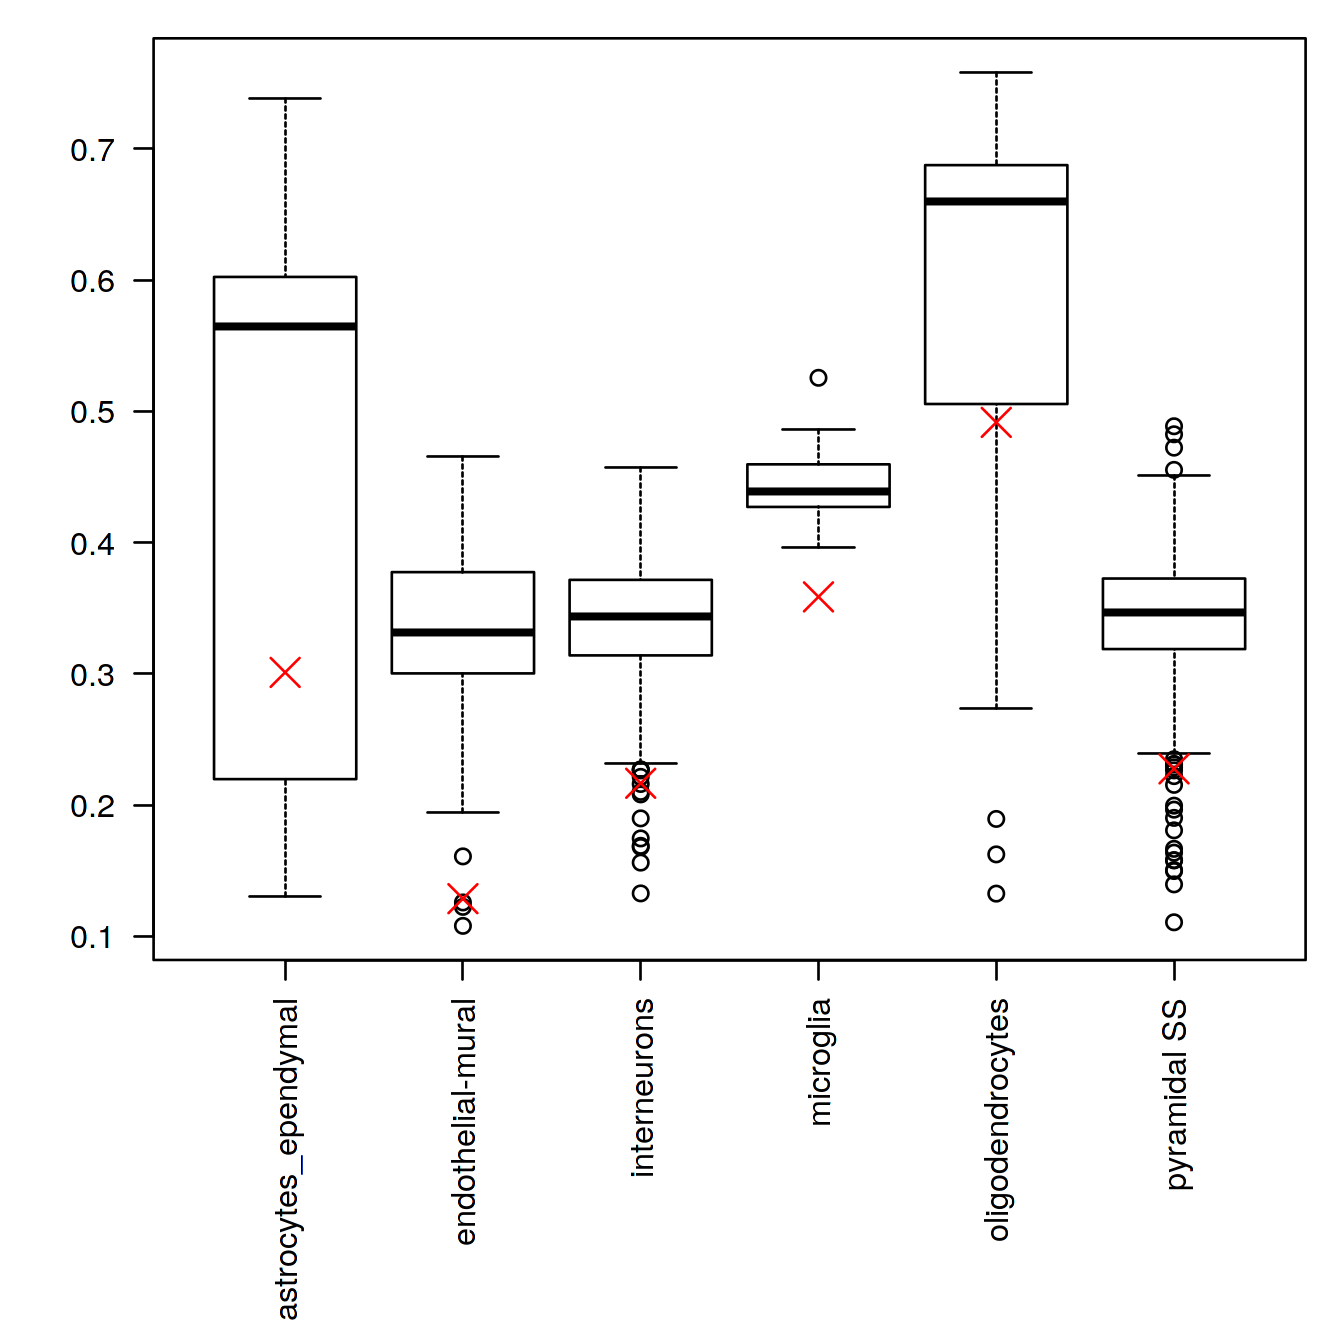 0.7
0.6
0.5
0.4
0.3
0.2
0.1
astrocytes_ependymal
endothelial-mural
interneurons
microglia
oligodendrocytes
pyramidal SS